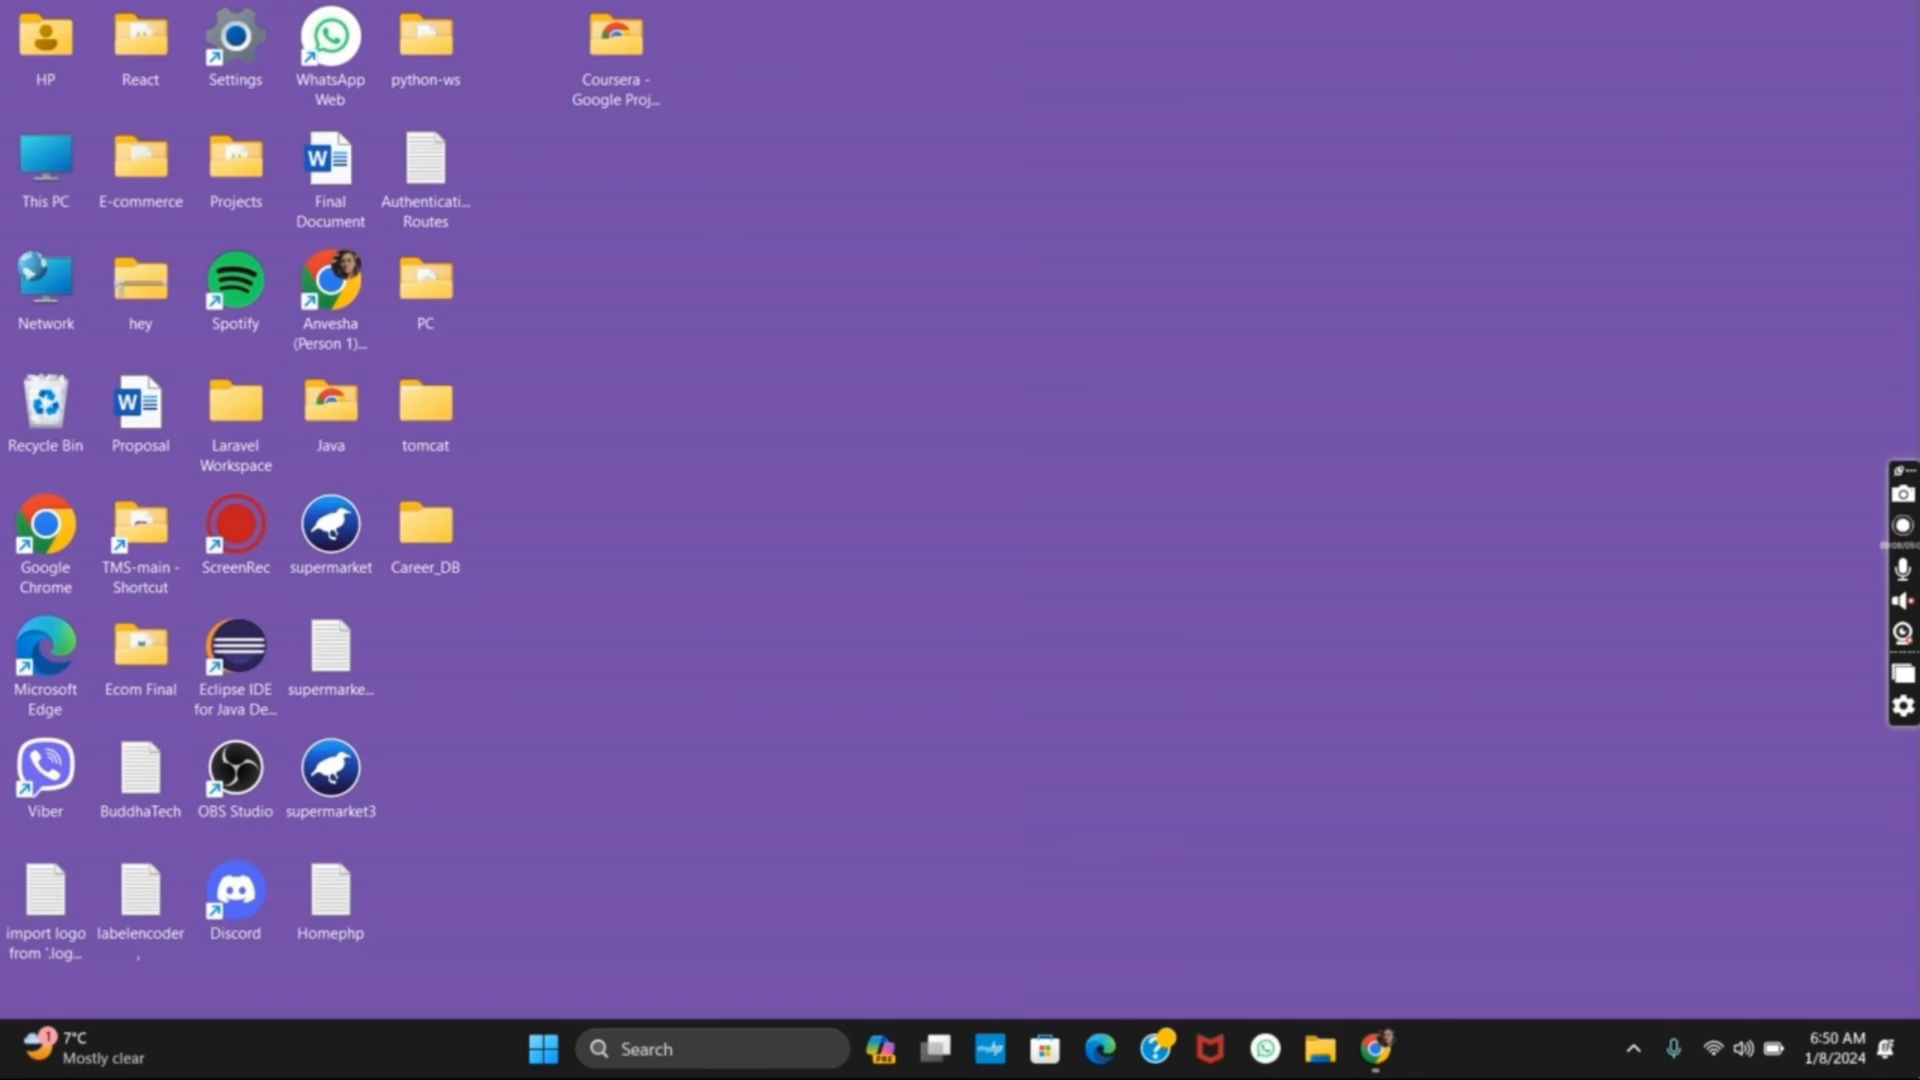 HP
React
Settings
WhatsApp
Web
python-ws
Coursera -
Google Proj...
This PC
E-commerce
Projects
Final
Document
Authenticati...
Routes
Network
hey
Spotify
Anvesha
(Person 1)...
PC
Recycle Bin
Proposal
Laravel
Workspace
Java
tomcat
Google
Chrome
TMS-main -
Shortcut
ScreenRec
supermarket
Career_DB
Microsoft
Edge
Ecom Final
Eclipse IDE
for Java De...
supermarke...
Viber
BuddhaTech
OBS Studio
supermarket3
import logo
from '.log...
labelencoder
,
Discord
Homephp
1
7°C
Mostly clear
Search
PRE
myhp
6:50 AM
1/8/2024